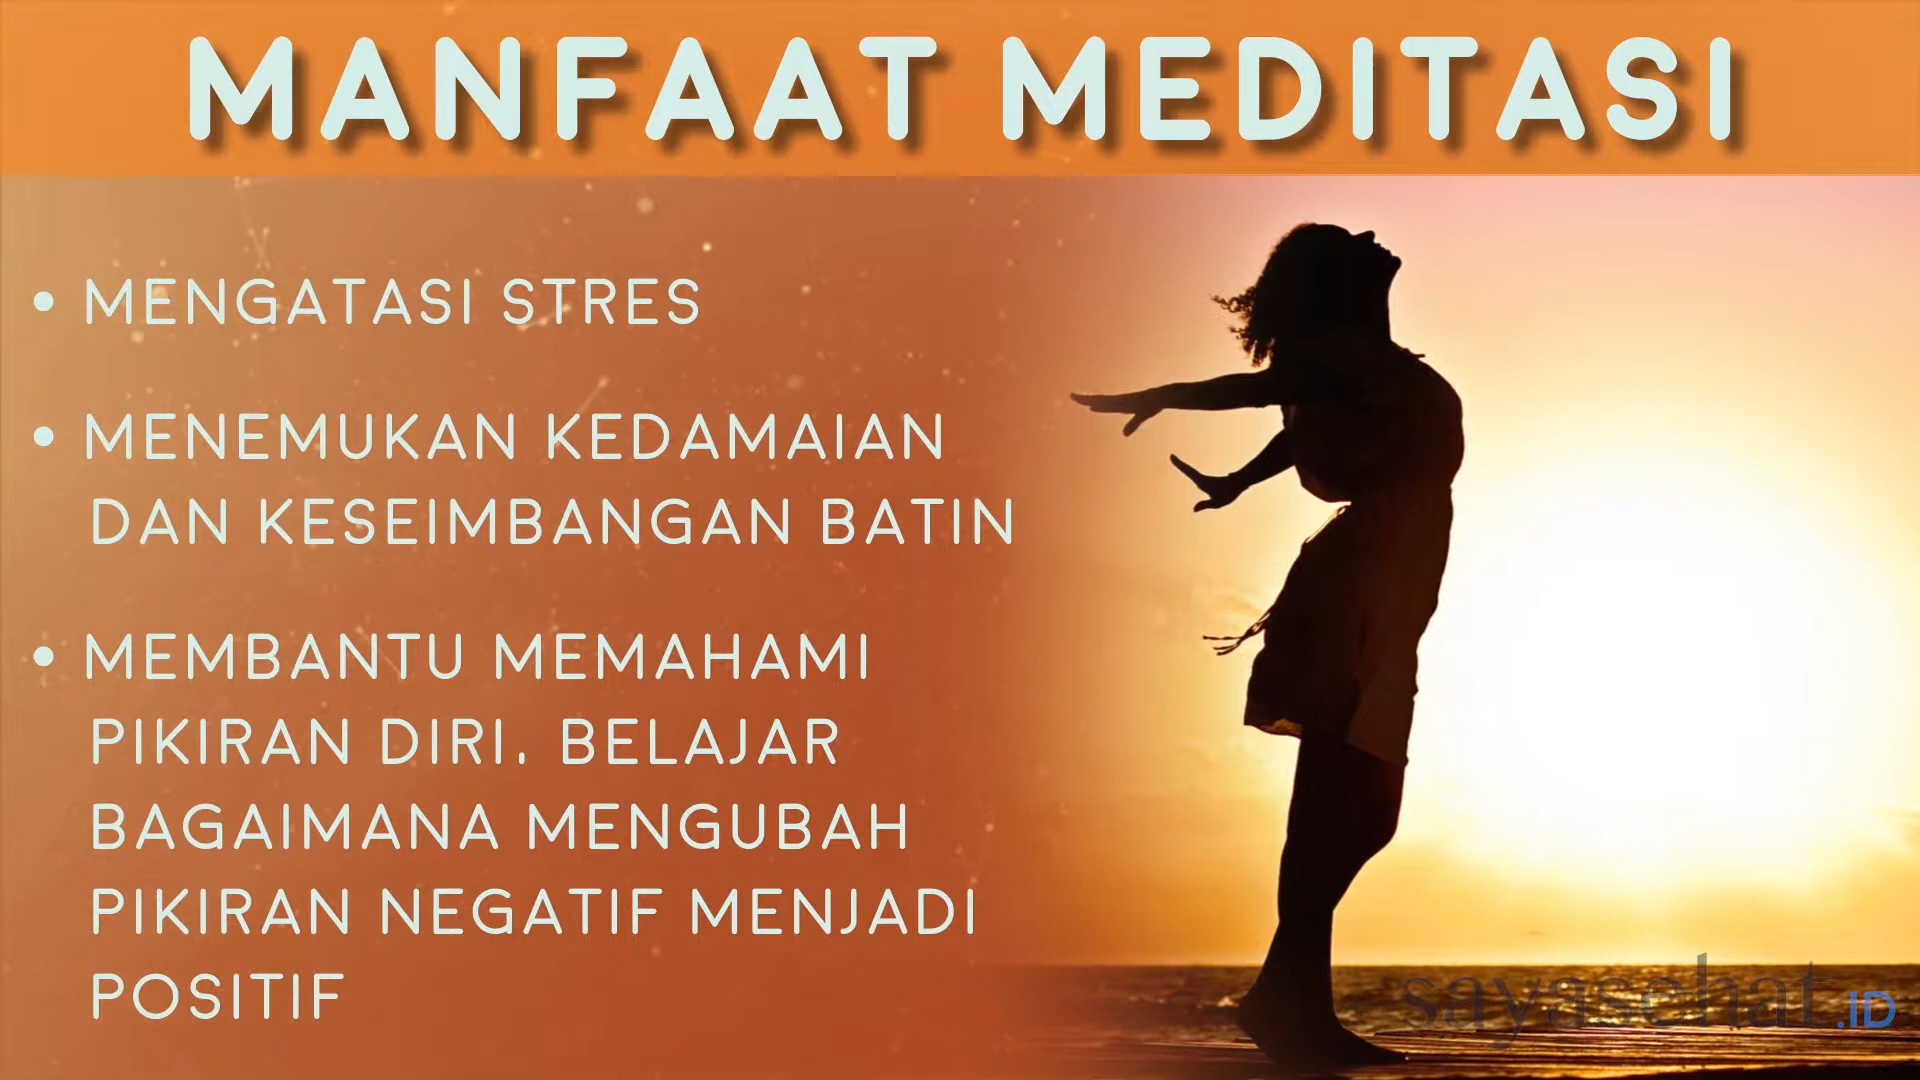 MANFAAT MEDITASI
• MENGATASI STRES
• MENEMUKAN KEDAMAIAN
DAN KESEIMBANGAN BATIN
• MEMBANTU MEMAHAMI
PIKIRAN DIRI. BELAJAR
BAGAIMANA MENGUBAH
PIKIRAN NEGATIF MENJADI
POSITIF
sayasehat.ID